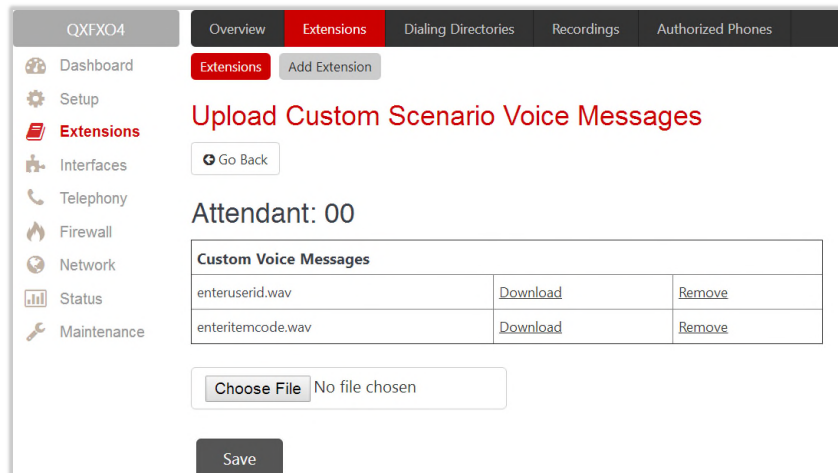 QXFXO4
Overview Extensions Dialing Directories Recordings Authorized Phones
Dashboard
Setup
Extensions
Interfaces
Telephony
Firewall
Network
Status
Maintenance
Extensions Add Extension
Upload Custom Scenario Voice Messages
Go Back
Attendant: 00
Custom Voice Messages
enteruserid.wav Download Remove
enteritemcode.wav Download Remove
Choose File No file chosen
Save